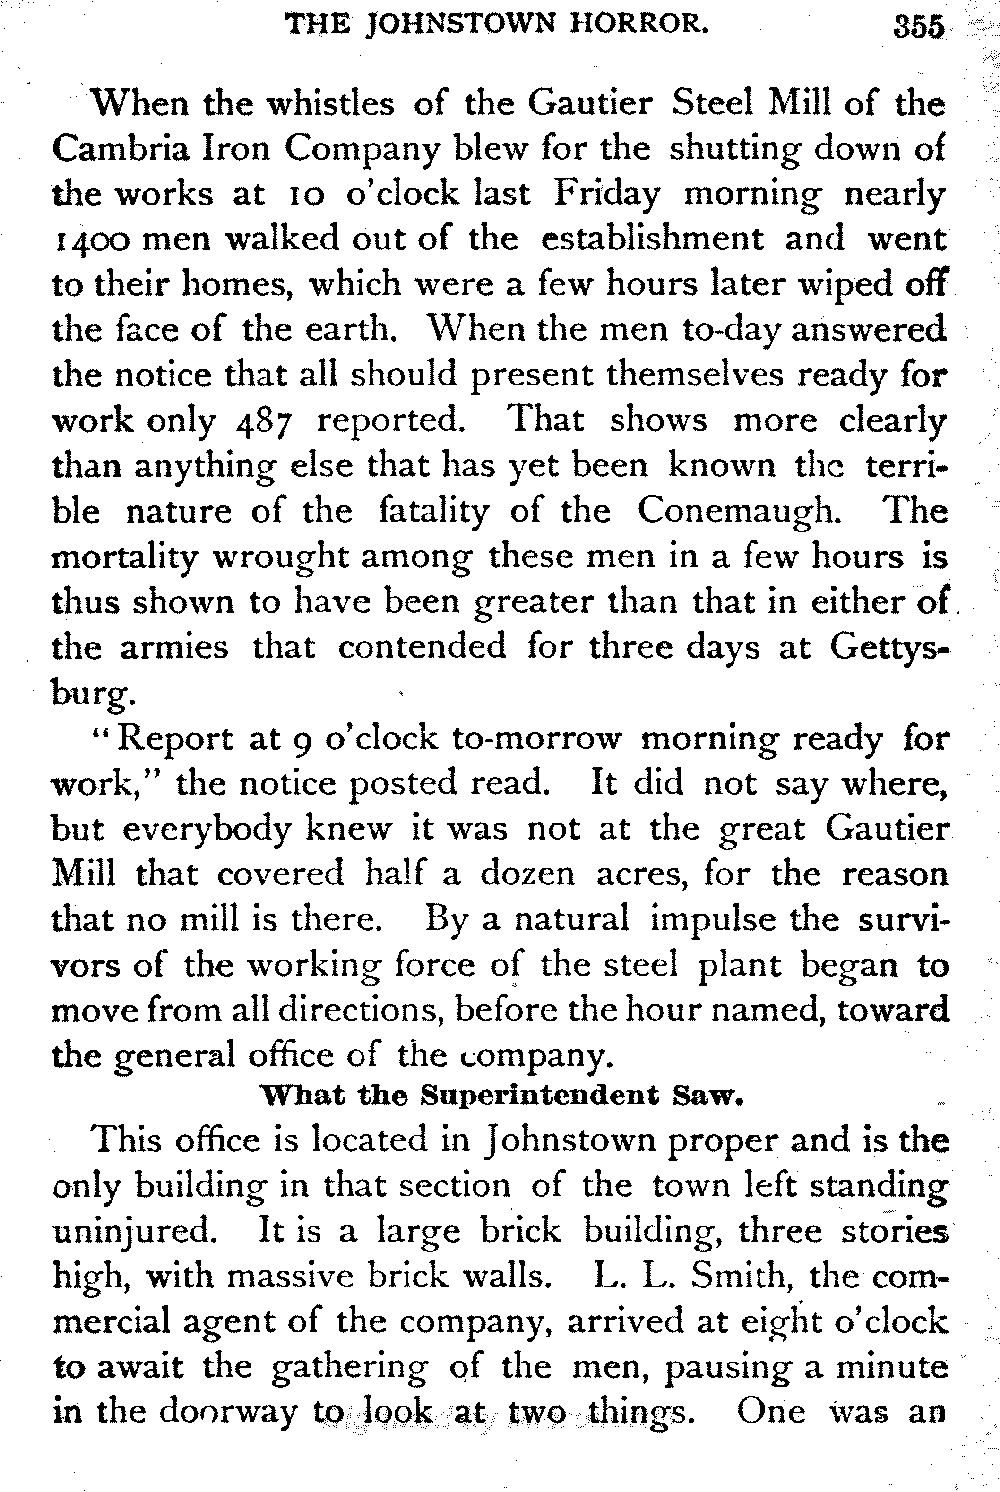 THE JOHNSTOWN HORROR. 355
When the whistles of the Gautier Steel Mill of the
Cambria Iron Company blew for the shutting down of
the works at 10 o'clock last Friday morning nearly
1400 men walked out of the establishment and went
to their homes, which were a few hours later wiped off
the face of the earth. When the men to-day answered
the notice that all should present themselves ready for
work only 487 reported. That shows more clearly
than anything else that has yet been known the terri-
ble nature of the fatality of the Conemaugh. The
mortality wrought among these men in a few hours is
thus shown to have been greater than that in either of
the armies that contended for three days at Gettys-
burg.
"Report at 9 o'clock to-morrow morning ready for
work," the notice posted read. It did not say where,
but everybody knew it was not at the great Gautier
Mill that covered half a dozen acres, for the reason
that no mill is there. By a natural impulse the survi-
vors of the working force of the steel plant began to
move from all directions, before the hour named, toward
the general office of the company.
What the Superintendent Saw.
This office is located in Johnstown proper and is the
only building in that section of the town left standing
uninjured. It is a large brick building, three stories
high, with massive brick walls. L. L. Smith, the com-
mercial agent of the company, arrived at eight o'clock
to await the gathering of the men, pausing a minute
in the doorway to look at two things. One was an